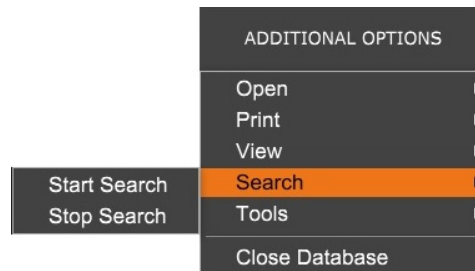 ADDITIONAL OPTIONS
Open
Print
View
Search
Start Search
Stop Search
Tools
Close Database